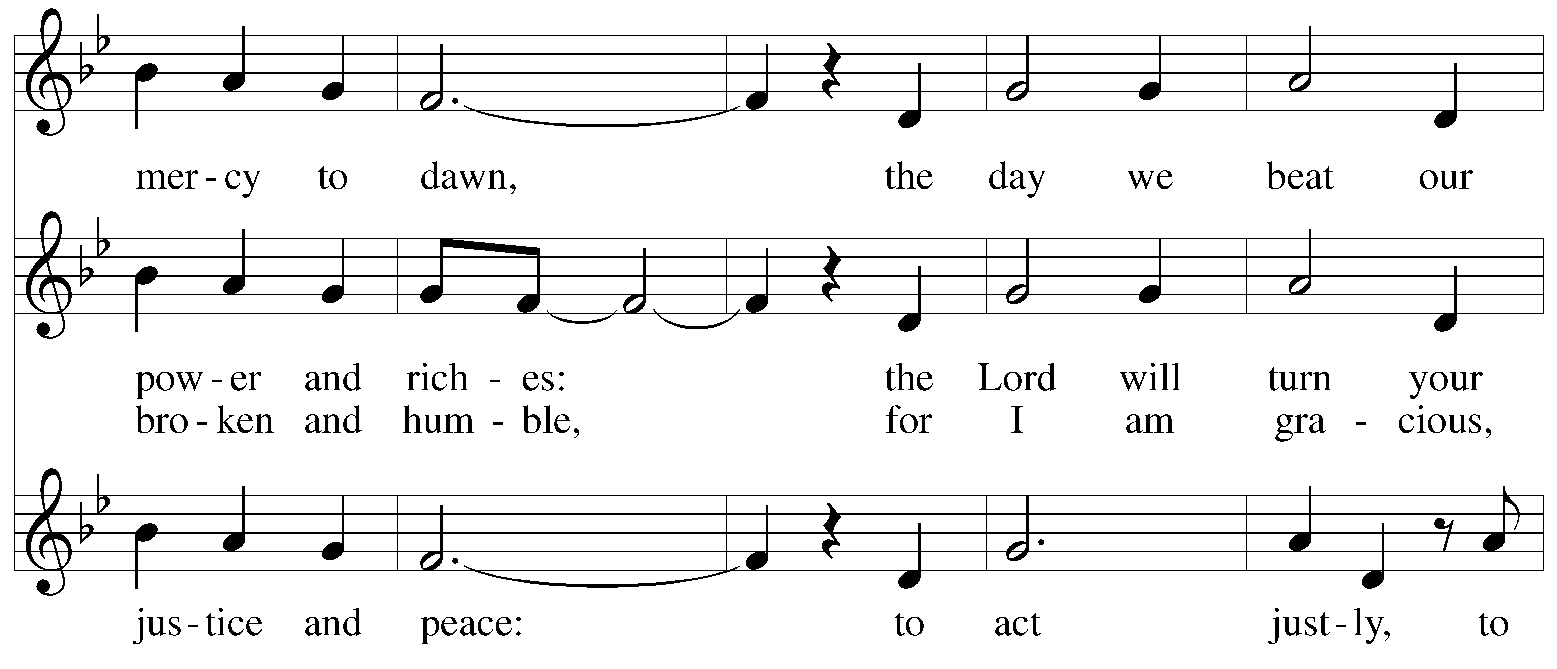 mer - cy to dawn, the day we beat our
pow - er and rich - es: the Lord will turn your
bro - ken and hum - ble, for I am gra - cious,
jus - tice and peace: to act just - ly, to